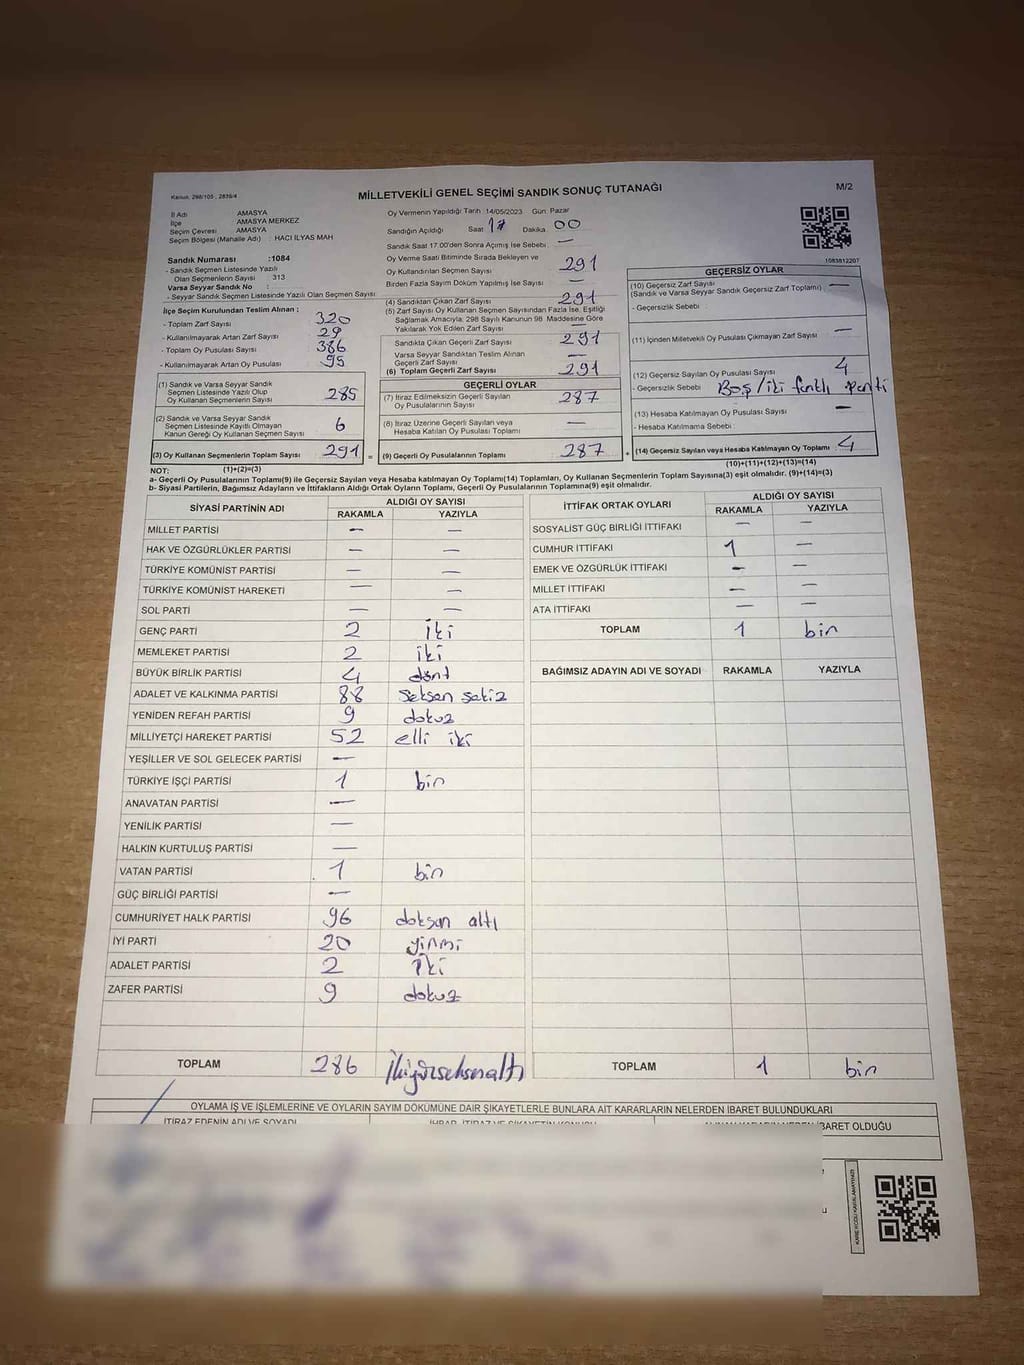 Kanun: 298/105, 2839/4
MİLLETVEKİLİ GENEL SEÇİMİ SANDIK SONUÇ TUTANAĞI
M/2
İl Adı AMASYA
İlçe AMASYA MERKEZ
Seçim Çevresi AMASYA
Seçim Bölgesi (Mahalle Adı) : HACI İLYAS MAH
Sandık Numarası :1084
- Sandık Seçmen Listesinde Yazılı
Olan Seçmenlerin Sayısı 313
Varsa Seyyar Sandık No :
- Seyyar Sandık Seçmen Listesinde Yazılı Olan Seçmen Sayısı
İlçe Seçim Kurulundan Teslim Alınan :
- Toplam Zarf Sayısı 320
- Kullanılmayarak Artan Zarf Sayısı 29
- Toplam Oy Pusulası Sayısı 386
- Kullanılmayarak Artan Oy Pusulası 95
(1) Sandık ve Varsa Seyyar Sandık
Seçmen Listesinde Yazılı Olup
Oy Kullanan Seçmen Sayısı 285
(2) Sandık ve Varsa Seyyar Sandık
Seçmen Listesinde Kayıtlı Olmayan
Kanun Gereği Oy Kullanan Seçmen Sayısı 6
(3) Oy Kullanan Seçmenlerin Toplam Sayısı 291 =
Oy Vermenin Yapıldığı Tarih 14/05/2023 Gün: Pazar
Sandığın Açıldığı Saat 17 Dakika 00
Sandık Saat 17:00'den Sonra Açımış İse Sebebi : —
Oy Verme Saati Bitiminde Sırada Bekleyen ve
Oy Kullandırılan Seçmen Sayısı 291
Birden Fazla Sayım Döküm Yapılmış İse Sayısı : —
(4) Sandıktan Çıkan Zarf Sayısı 291
(5) Zarf Sayısı Oy Kullanan Seçmen Sayısından Fazla İse, Eşitliği
Sağlamak Amacıyla, 298 Sayılı Kanunun 98. Maddesine Göre
Yakılarak Yok Edilen Zarf Sayısı —
Sandıkta Çıkan Geçerli Zarf Sayısı 291
Varsa Seyyar Sandıktan Teslim Alınan
Geçerli Zarf Sayısı —
(6) Toplam Geçerli Zarf Sayısı 291
GEÇERLİ OYLAR
(7) İtiraz Edilmeksizin Geçerli Sayılan
Oy Pusulalarının Sayısı 287
(8) İtiraz Üzerine Geçerli Sayılan veya
Hesaba Katılan Oy Pusulası Toplamı —
(9) Geçerli Oy Pusulalarının Toplamı 287 +
1083812207
GEÇERSİZ OYLAR
(10) Geçersiz Zarf Sayısı —
(Sandık ve Varsa Seyyar Sandık Geçersiz Zarf Toplamı)
- Geçersizlik Sebebi :
(11) İçinden Milletvekili Oy Pusulası Çıkmayan Zarf Sayısı —
(12) Geçersiz Sayılan Oy Pusulası Sayısı 4
- Geçersizlik Sebebi Boş/iki farklı parti
(13) Hesaba Katılmayan Oy Pusulası Sayısı —
- Hesaba Katılmama Sebebi :
(14) Geçersiz Sayılan veya Hesaba Katılmayan Oy Toplamı 4
NOT: (1)+(2)=(3) (10)+(11)+(12)+(13)=(14)
a- Geçerli Oy Pusulalarının Toplamı(9) ile Geçersiz Sayılan veya Hesaba Katılmayan Oy Toplamı(14) Toplamları, Oy Kullanan Seçmenlerin Toplam Sayısına(3) eşit olmalıdır. (9)+(14)=(3)
b- Siyasi Partilerin, Bağımsız Adayların ve İttifakların Aldığı Ortak Oyların Toplamı, Geçerli Oy Pusulalarının Toplamına(9) eşit olmalıdır.
SİYASİ PARTİNİN ADI ALDIĞI OY SAYISI
RAKAMLA YAZIYLA
MİLLET PARTİSİ — —
HAK VE ÖZGÜRLÜKLER PARTİSİ — —
TÜRKİYE KOMÜNİST PARTİSİ — —
TÜRKİYE KOMÜNİST HAREKETİ — —
SOL PARTİ — —
GENÇ PARTİ 2 iki
MEMLEKET PARTİSİ 2 iki
BÜYÜK BİRLİK PARTİSİ 4 dört
ADALET VE KALKINMA PARTİSİ 88 seksen sekiz
YENİDEN REFAH PARTİSİ 9 dokuz
MİLLİYETÇİ HAREKET PARTİSİ 52 elli iki
YEŞİLLER VE SOL GELECEK PARTİSİ —
TÜRKİYE İŞÇİ PARTİSİ 1 bir
ANAVATAN PARTİSİ —
YENİLİK PARTİSİ —
HALKIN KURTULUŞ PARTİSİ —
VATAN PARTİSİ 1 bir
GÜÇ BİRLİĞİ PARTİSİ —
CUMHURİYET HALK PARTİSİ 96 doksan altı
İYİ PARTİ 20 yirmi
ADALET PARTİSİ 2 iki
ZAFER PARTİSİ 9 dokuz
TOPLAM 286 ikiyüzseksenaltı
İTTİFAK ORTAK OYLARI ALDIĞI OY SAYISI
RAKAMLA YAZIYLA
SOSYALİST GÜÇ BİRLİĞİ İTTİFAKI — —
CUMHUR İTTİFAKI 1 —
EMEK VE ÖZGÜRLÜK İTTİFAKI — —
MİLLET İTTİFAKI — —
ATA İTTİFAKI — —
TOPLAM 1 bir
BAĞIMSIZ ADAYIN ADI VE SOYADI RAKAMLA YAZIYLA
TOPLAM 1 bir
OYLAMA İŞ VE İŞLEMLERİNE VE OYLARIN SAYIM DÖKÜMÜNE DAİR ŞİKAYETLERLE BUNLARA AİT KARARLARIN NELERDEN İBARET BULUNDUKLARI
İTİRAZ EDENİN ADI VE SOYADI
İBARET OLDUĞU
KARE KODU KARALAMAYINIZ!